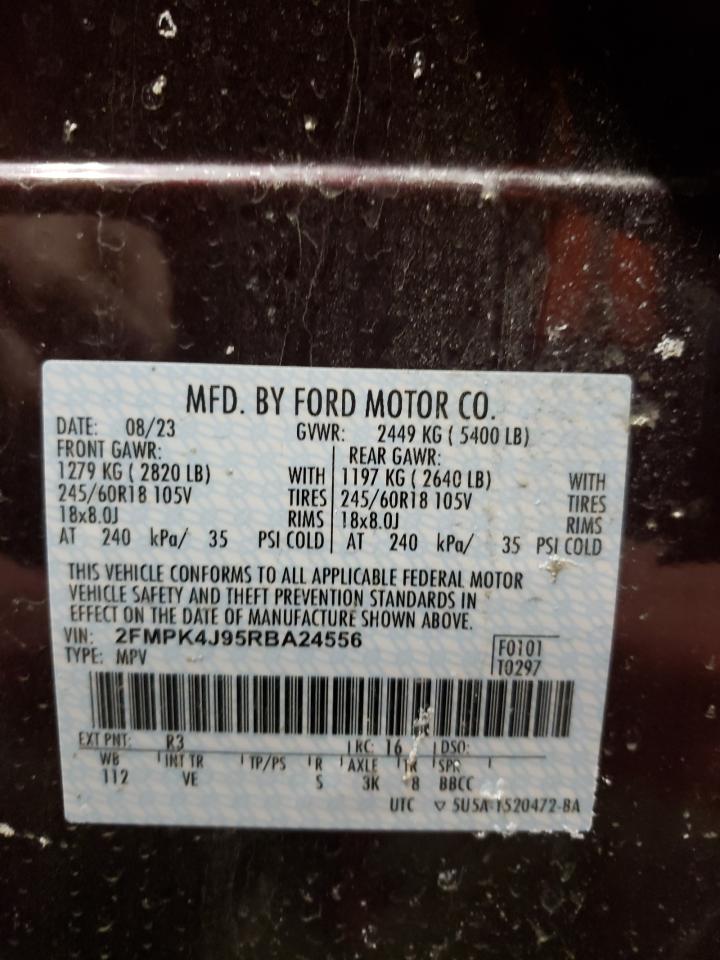 MFD. BY FORD MOTOR CO.
DATE: 08/23 GVWR: 2449 KG ( 5400 LB)
FRONT GAWR: REAR GAWR:
1279 KG ( 2820 LB) WITH 1197 KG ( 2640 LB) WITH
245/60R18 105V TIRES 245/60R18 105V TIRES
18x8.0J RIMS 18x8.0J RIMS
AT 240 kPa/ 35 PSI COLD AT 240 kPa/ 35 PSI COLD
THIS VEHICLE CONFORMS TO ALL APPLICABLE FEDERAL MOTOR
VEHICLE SAFETY AND THEFT PREVENTION STANDARDS IN
EFFECT ON THE DATE OF MANUFACTURE SHOWN ABOVE.
VIN: 2FMPK4J95RBA24556 F0101
TYPE: MPV T0297
EXT PNT: R3 RC: 16 DSO:
WB INT TR TP/PS R AXLE TR SPR
112 VE S 3K 8 BBCC
UTC ▽ 5U5A-1520472-BA